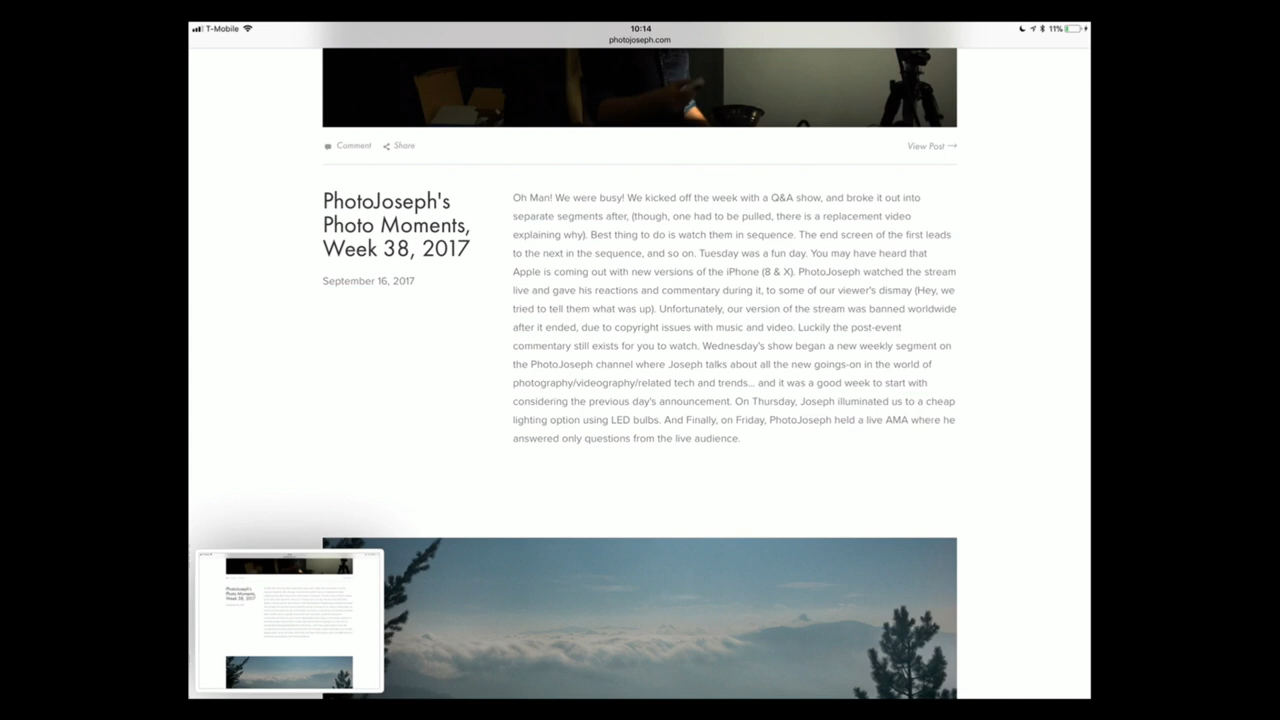 T-Mobile
10:14
11%
photojoseph.com
Comment
Share
View Post →
PhotoJoseph's
Photo Moments,
Week 38, 2017
September 16, 2017
Oh Man! We were busy! We kicked off the week with a Q&A show, and broke it out into
separate segments after, (though, one had to be pulled, there is a replacement video
explaining why). Best thing to do is watch them in sequence. The end screen of the first leads
to the next in the sequence, and so on. Tuesday was a fun day. You may have heard that
Apple is coming out with new versions of the iPhone (8 & X). PhotoJoseph watched the stream
live and gave his reactions and commentary during it, to some of our viewer's dismay (Hey, we
tried to tell them what was up). Unfortunately, our version of the stream was banned worldwide
after it ended, due to copyright issues with music and video. Luckily the post-event
commentary still exists for you to watch. Wednesday's show began a new weekly segment on
the PhotoJoseph channel where Joseph talks about all the new goings-on in the world of
photography/videography/related tech and trends... and it was a good week to start with
considering the previous day's announcement. On Thursday, Joseph illuminated us to a cheap
lighting option using LED bulbs. And Finally, on Friday, PhotoJoseph held a live AMA where he
answered only questions from the live audience.
PhotoJoseph's
Photo Moments,
Week 38, 2017